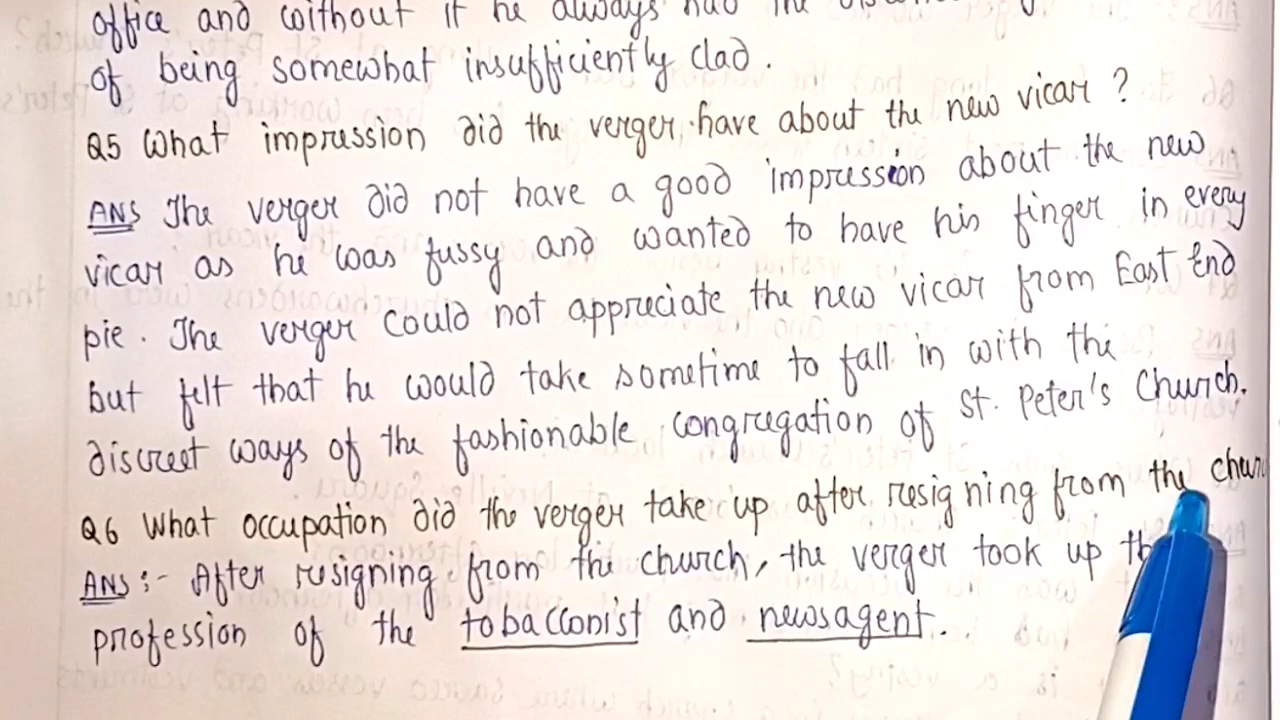 office and without it he always had the
of being somewhat insufficiently clad.
Q5 What impression did the verger have about the new vicar ?
ANS The verger did not have a good impression about the new
vicar as he was fussy and wanted to have his finger in every
pie. The verger could not appreciate the new vicar from East End
but felt that he would take sometime to fall in with the
discreet ways of the fashionable congregation of St. Peter's Church.
Q6 What occupation did the verger take up after resigning from the
ANS :- After resigning from the church, the verger took up
profession of the tobacconist and newsagent.